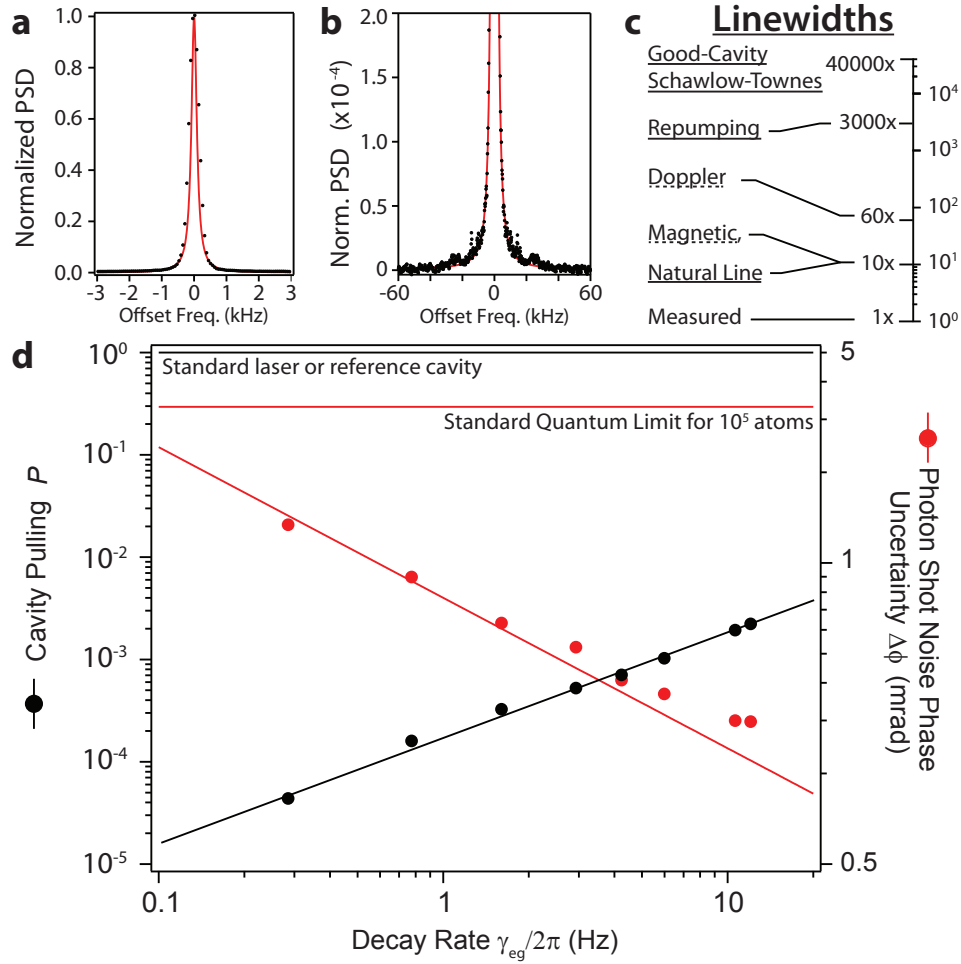 a
1.0
0.8
0.6
0.4
0.2
0.0
Normalized PSD
-3 -2 -1 0 1 2 3
Offset Freq. (kHz)
b
2.0
1.5
1.0
0.5
0
Norm. PSD (x10⁻⁴)
-60 0 60
Offset Freq. (kHz)
c
Linewidths
Good-Cavity
Schawlow-Townes
40000x
Repumping
3000x
Doppler
60x
Magnetic,
Natural Line
10x
Measured
1x
10⁴
10³
10²
10¹
10⁰
d
Standard laser or reference cavity
Standard Quantum Limit for 10⁵ atoms
10⁰
10⁻¹
10⁻²
10⁻³
10⁻⁴
10⁻⁵
Cavity Pulling P
5
1
0.5
Photon Shot Noise Phase
Uncertainty Δϕ (mrad)
0.1 1 10
Decay Rate γeg/2π (Hz)